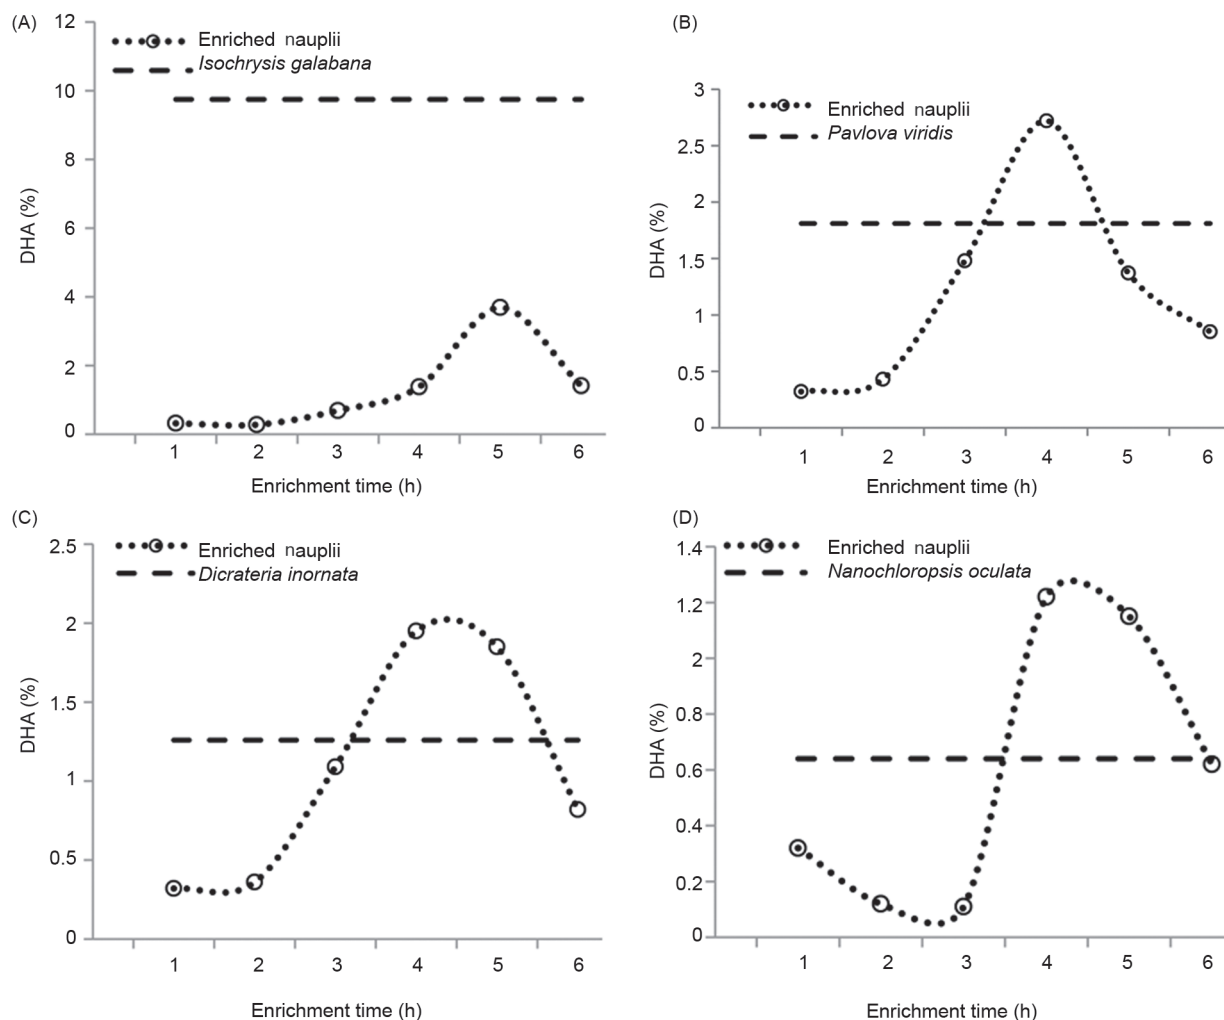 (A)
12
10
8
6
4
2
0
DHA (%)
Enriched nauplii
Isochrysis galabana
1 2 3 4 5 6
Enrichment time (h)
(B)
3
2.5
2
1.5
1
0.5
0
DHA (%)
Enriched nauplii
Pavlova viridis
1 2 3 4 5 6
Enrichment time (h)
(C)
2.5
2
1.5
1
0.5
0
DHA (%)
Enriched nauplii
Dicrateria inornata
1 2 3 4 5 6
Enrichment time (h)
(D)
1.4
1.2
2
0.8
0.6
0.4
0.2
0
DHA (%)
Enriched nauplii
Nanochloropsis oculata
1 2 3 4 5 6
Enrichment time (h)